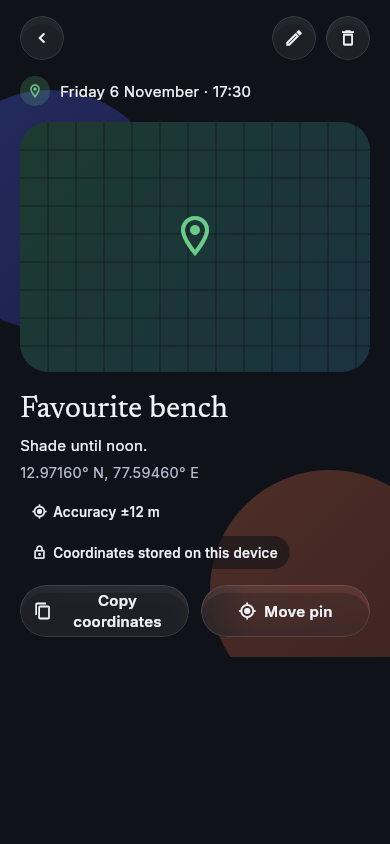 Friday 6 November · 17:30
Favourite bench
Shade until noon.
12.97160° N, 77.59460° E
Accuracy ±12 m
Coordinates stored on this device
Copy
coordinates
Move pin